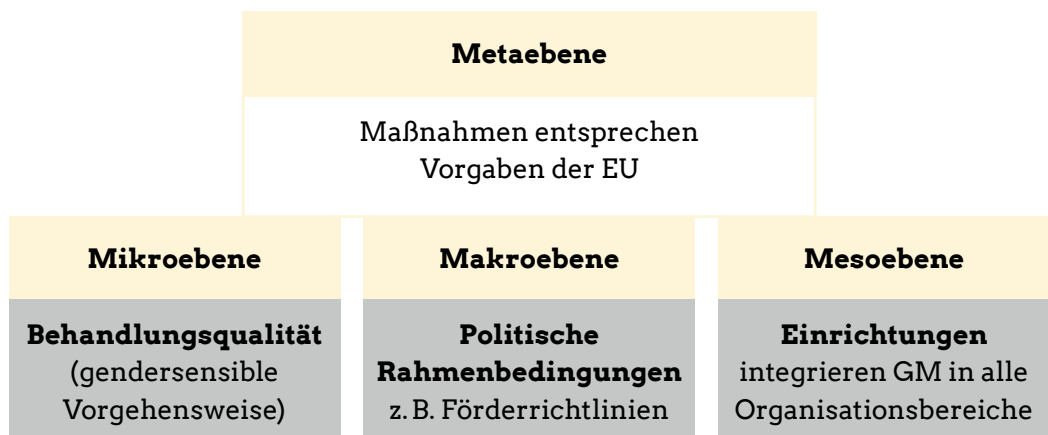 Metaebene
Maßnahmen entsprechen
Vorgaben der EU
Mikroebene
Behandlungsqualität
(gendersensible
Vorgehensweise)
Makroebene
Politische
Rahmenbedingungen
z. B. Förderrichtlinien
Mesoebene
Einrichtungen
integrieren GM in alle
Organisationsbereiche